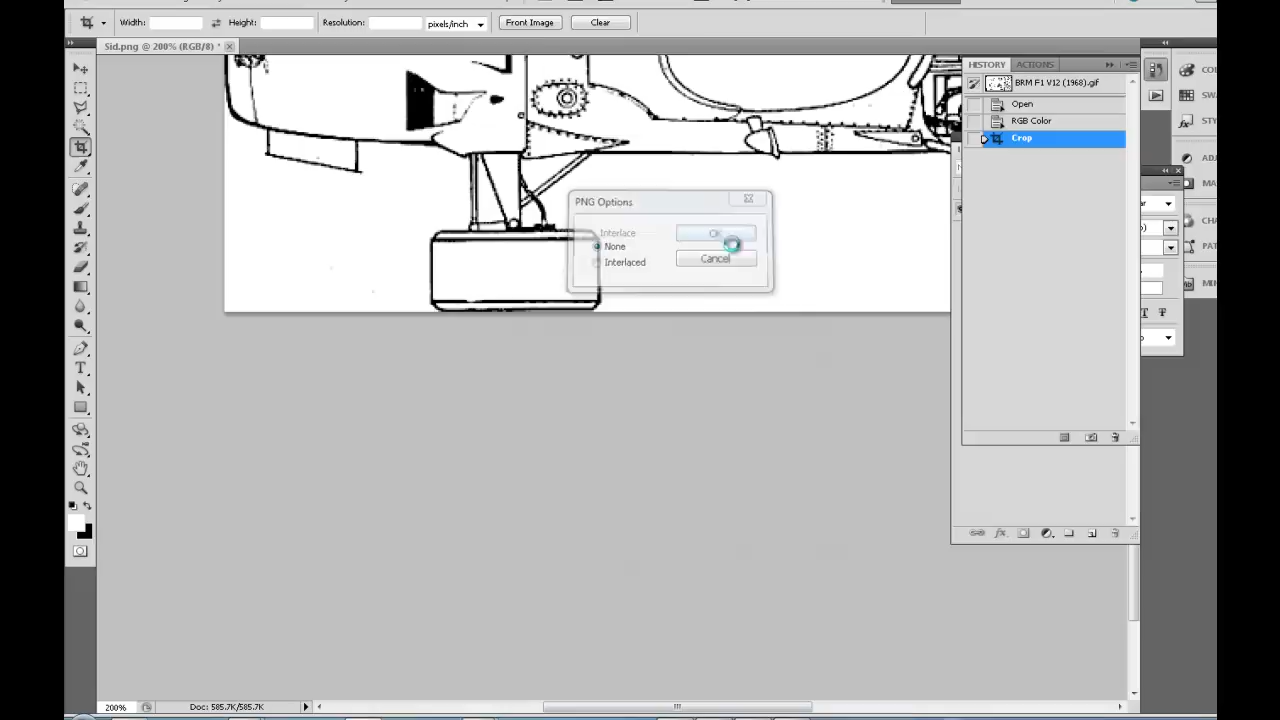 Width: Height: Resolution: pixels/inch Front Image Clear
Sid.png @ 200% (RGB/8) *
HISTORY ACTIONS
BRM F1 V12 (1968).gif
Open
RGB Color
Crop
PNG Options
Interlace
None
Interlaced
OK
Cancel
200% Doc: 585.7K/585.7K